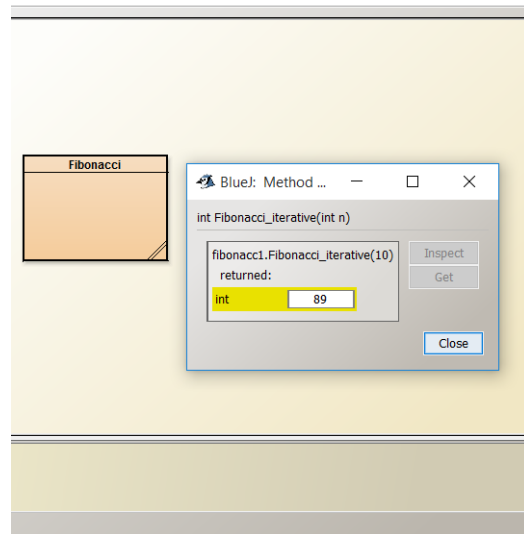 Fibonacci
BlueJ: Method ...
int Fibonacci_iterative(int n)
fibonacc1.Fibonacci_iterative(10)
returned:
int 89
Inspect
Get
Close